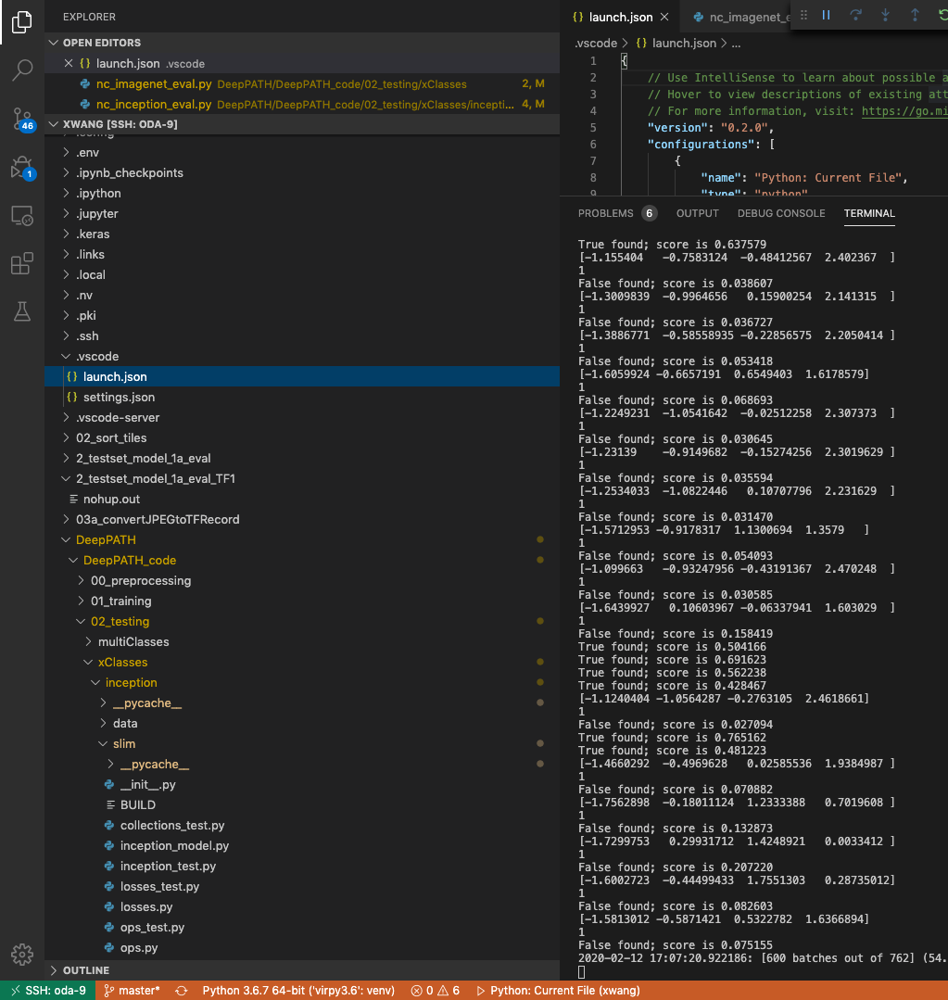 EXPLORER
OPEN EDITORS
launch.json .vscode
nc_imagenet_eval.py DeepPATH/DeepPATH_code/02_testing/xClasses 2, M
nc_inception_eval.py DeepPATH/DeepPATH_code/02_testing/xClasses/incepti... 4, M
XWANG [SSH: ODA-9]
.env
.ipynb_checkpoints
.ipython
.jupyter
.keras
.links
.local
.nv
.pki
.ssh
.vscode
launch.json
settings.json
.vscode-server
02_sort_tiles
2_testset_model_1a_eval
2_testset_model_1a_eval_TF1
nohup.out
03a_convertJPEGtoTFRecord
DeepPATH
DeepPATH_code
00_preprocessing
01_training
02_testing
multiClasses
xClasses
inception
__pycache__
data
slim
__pycache__
__init__.py
BUILD
collections_test.py
inception_model.py
inception_test.py
losses_test.py
losses.py
ops_test.py
ops.py
OUTLINE
46
1
launch.json nc_imagenet_e
.vscode > {} launch.json > ...
1 {
2 // Use IntelliSense to learn about possible a
3 // Hover to view descriptions of existing att
4 // For more information, visit: https://go.mi
5 "version": "0.2.0",
6 "configurations": [
7 {
8 "name": "Python: Current File",
9 "type": "python"
PROBLEMS 6 OUTPUT DEBUG CONSOLE TERMINAL
True found; score is 0.637579
[-1.155404 -0.7583124 -0.48412567 2.402367 ]
1
False found; score is 0.038607
[-1.3009839 -0.9964656 0.15900254 2.141315 ]
1
False found; score is 0.036727
[-1.3886771 -0.58558935 -0.22856575 2.2050414 ]
1
False found; score is 0.053418
[-1.6059924 -0.6657191 0.6549403 1.6178579]
1
False found; score is 0.068693
[-1.2249231 -1.0541642 -0.02512258 2.307373 ]
1
False found; score is 0.030645
[-1.23139 -0.9149682 -0.15274256 2.3019629 ]
1
False found; score is 0.035594
[-1.2534033 -1.0822446 0.10707796 2.231629 ]
1
False found; score is 0.031470
[-1.5712953 -0.9178317 1.1300694 1.3579 ]
1
False found; score is 0.054093
[-1.099663 -0.93247956 -0.43191367 2.470248 ]
1
False found; score is 0.030585
[-1.6439927 0.10603967 -0.06337941 1.603029 ]
1
False found; score is 0.158419
True found; score is 0.504166
True found; score is 0.691623
True found; score is 0.562238
True found; score is 0.428467
[-1.1240404 -1.0564287 -0.2763105 2.4618661]
1
False found; score is 0.027094
True found; score is 0.765162
True found; score is 0.481223
[-1.4660292 -0.4969628 0.02585536 1.9384987 ]
1
False found; score is 0.070882
[-1.7562898 -0.18011124 1.2333388 0.7019608 ]
1
False found; score is 0.132873
[-1.7299753 0.29931712 1.4248921 0.0033412 ]
1
False found; score is 0.207220
[-1.6002723 -0.44499433 1.7551303 0.28735012]
1
False found; score is 0.082603
[-1.5813012 -0.5871421 0.5322782 1.6366894]
1
False found; score is 0.075155
2020-02-12 17:07:20.922186: [600 batches out of 762] (54.
SSH: oda-9 master* Python 3.6.7 64-bit ('virpy3.6': venv) 0 6 Python: Current File (xwang)